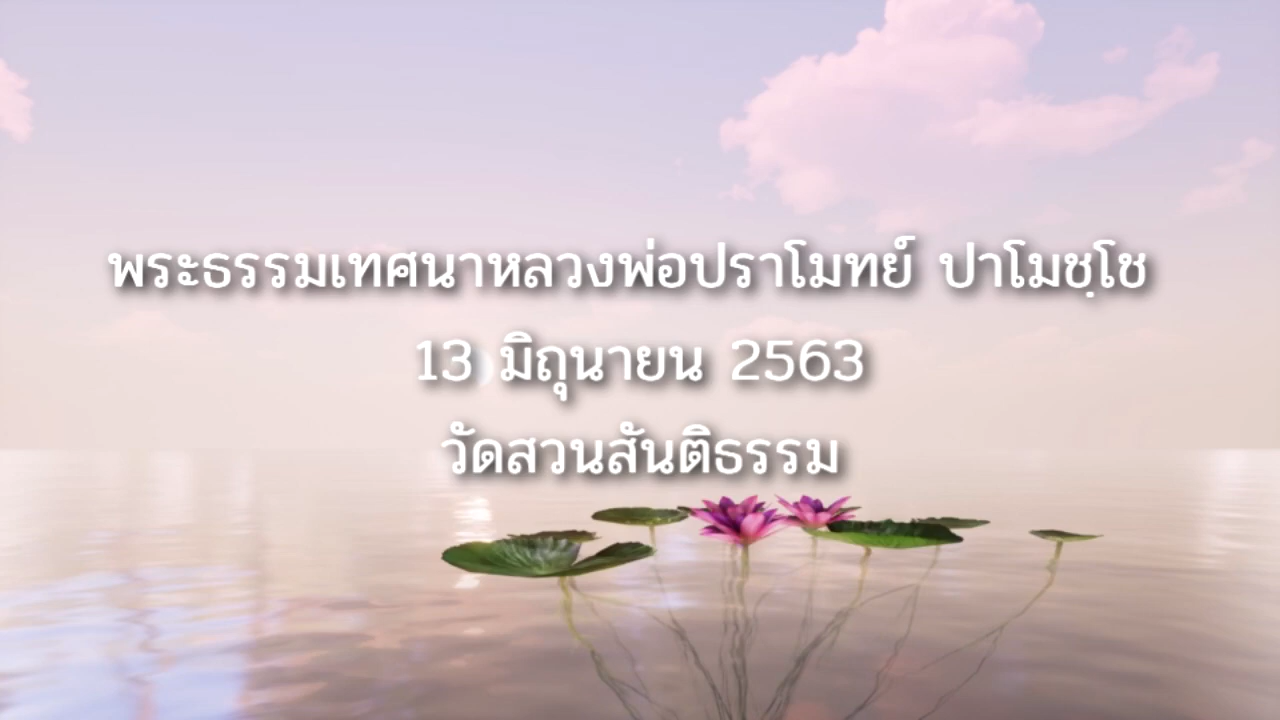 พระธรรมเทศนาหลวงพ่อปราโมทย์ ปาโมชฺโช
13 มิถุนายน 2563
วัดสวนสันติธรรม